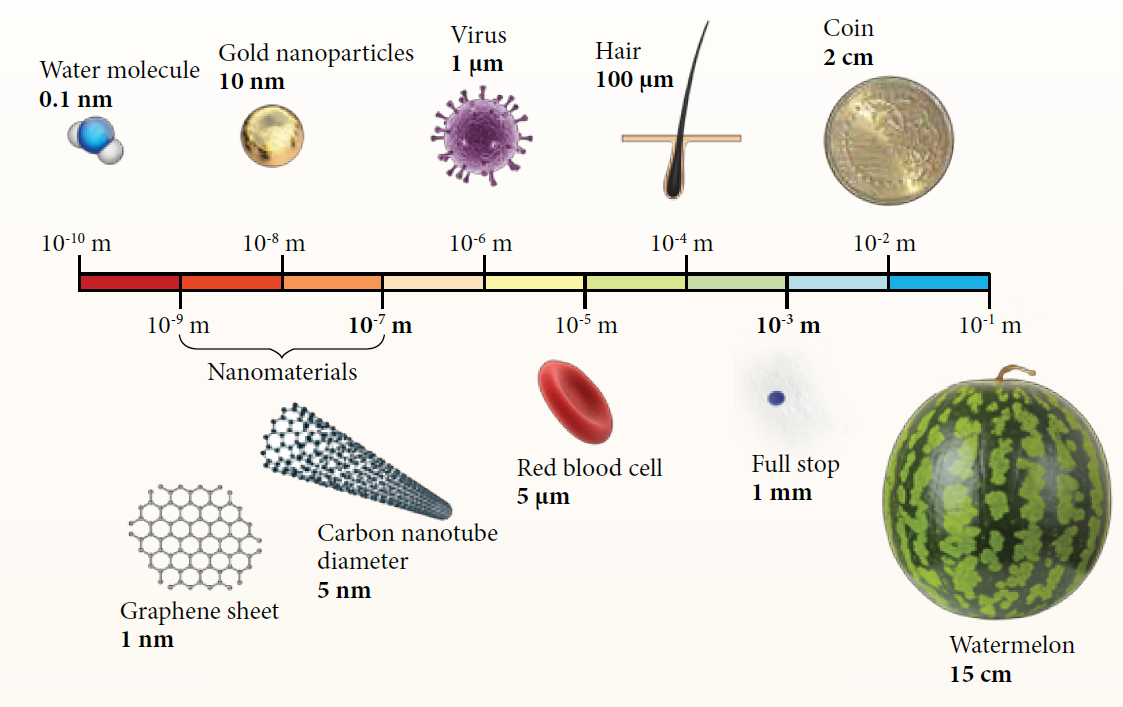 Water molecule
0.1 nm
Gold nanoparticles
10 nm
Virus
1 μm
Hair
100 μm
Coin
2 cm
10⁻¹⁰ m
10⁻⁸ m
10⁻⁶ m
10⁻⁴ m
10⁻² m
10⁻⁹ m
10⁻⁷ m
10⁻⁵ m
10⁻³ m
10⁻¹ m
Nanomaterials
Graphene sheet
1 nm
Carbon nanotube
diameter
5 nm
Red blood cell
5 μm
Full stop
1 mm
Watermelon
15 cm